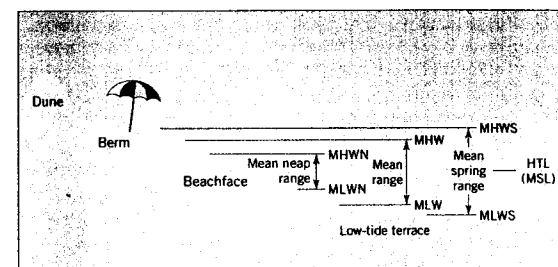 Dune
Berm
MHWS
MHW
MHWN
Mean neap
range
Mean
range
Mean
spring
range
HTL
(MSL)
Beachface
MLWN
MLW
MLWS
Low-tide terrace